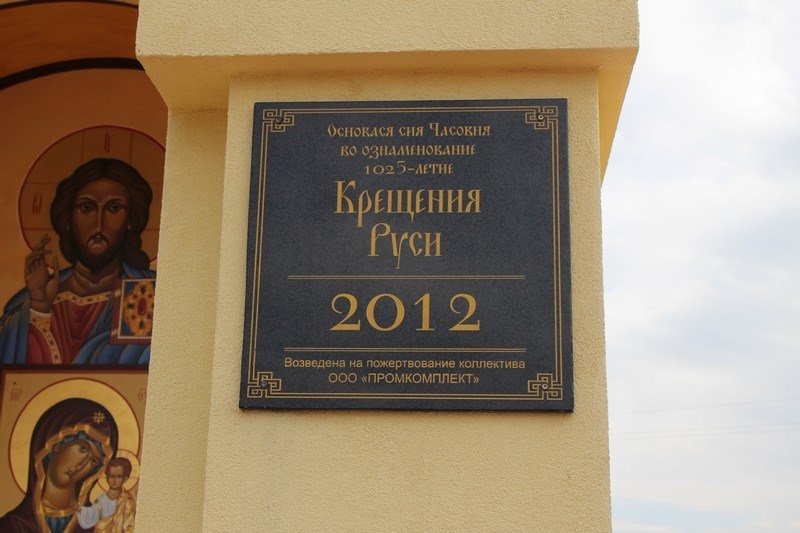 Основася сия Часовня
во ознаменование
1025-летие
Крещения
Руси
2012
Возведена на пожертвование коллектива
ООО «ПРОМКОМПЛЕКТ»